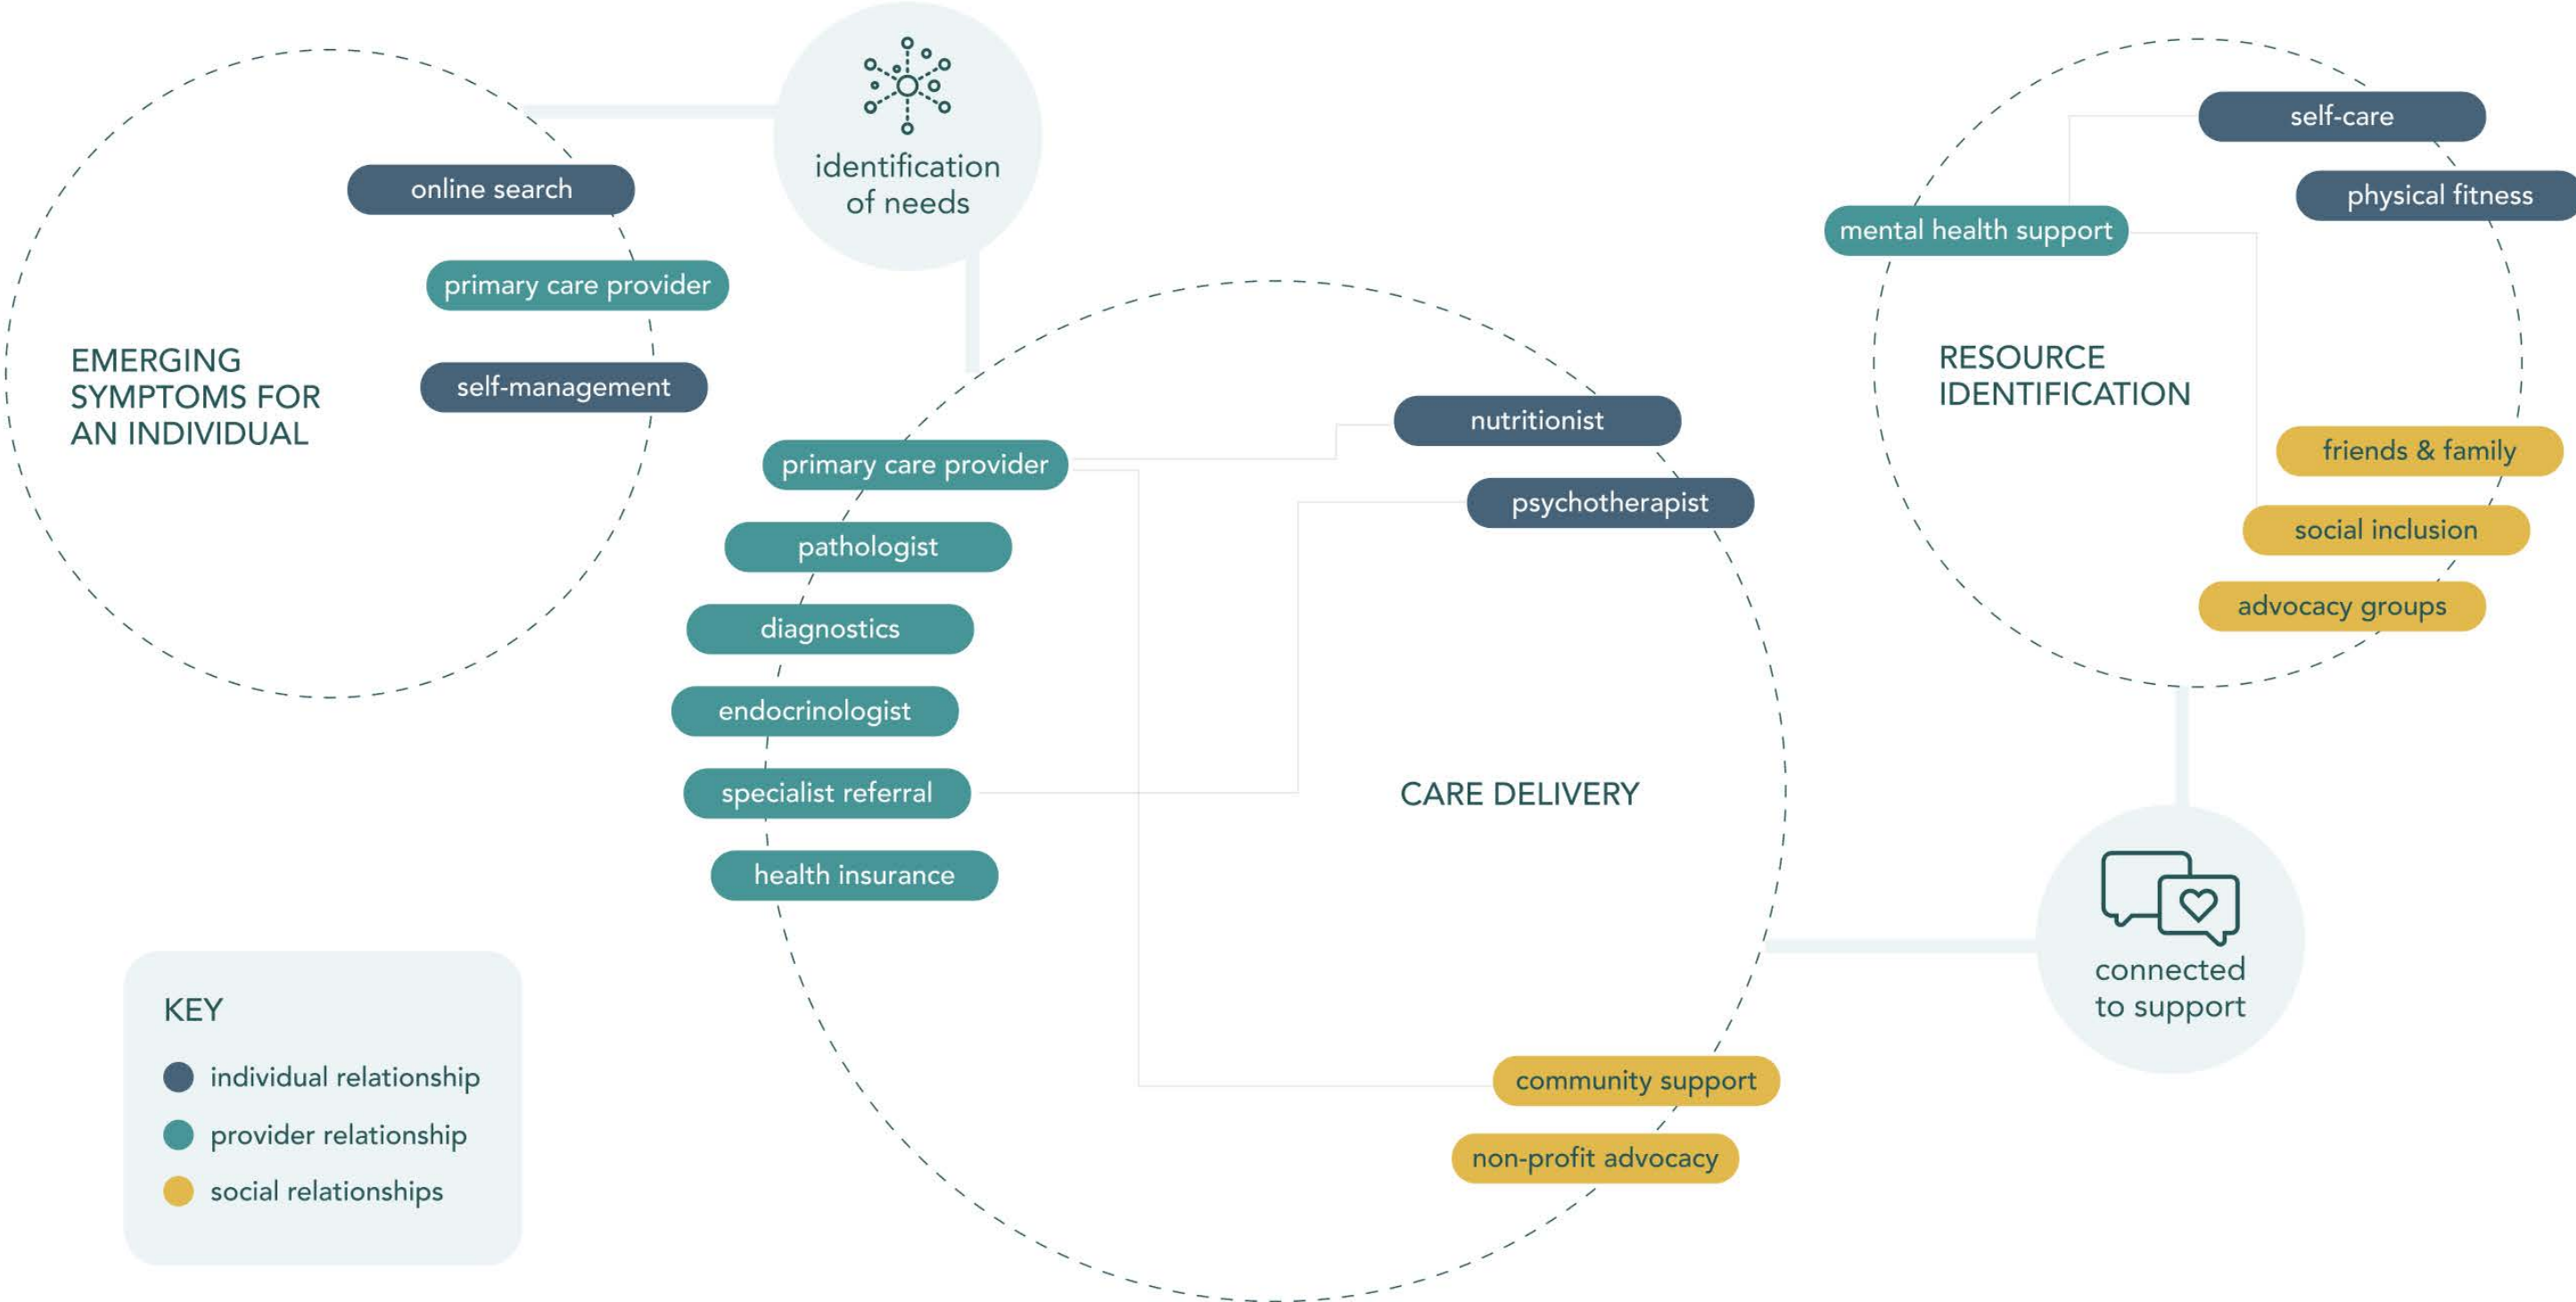 identification
of needs
online search
primary care provider
self-management
EMERGING
SYMPTOMS FOR
AN INDIVIDUAL
primary care provider
pathologist
diagnostics
endocrinologist
specialist referral
health insurance
nutritionist
psychotherapist
CARE DELIVERY
community support
non-profit advocacy
self-care
physical fitness
mental health support
RESOURCE
IDENTIFICATION
friends & family
social inclusion
advocacy groups
connected
to support
KEY
individual relationship
provider relationship
social relationships